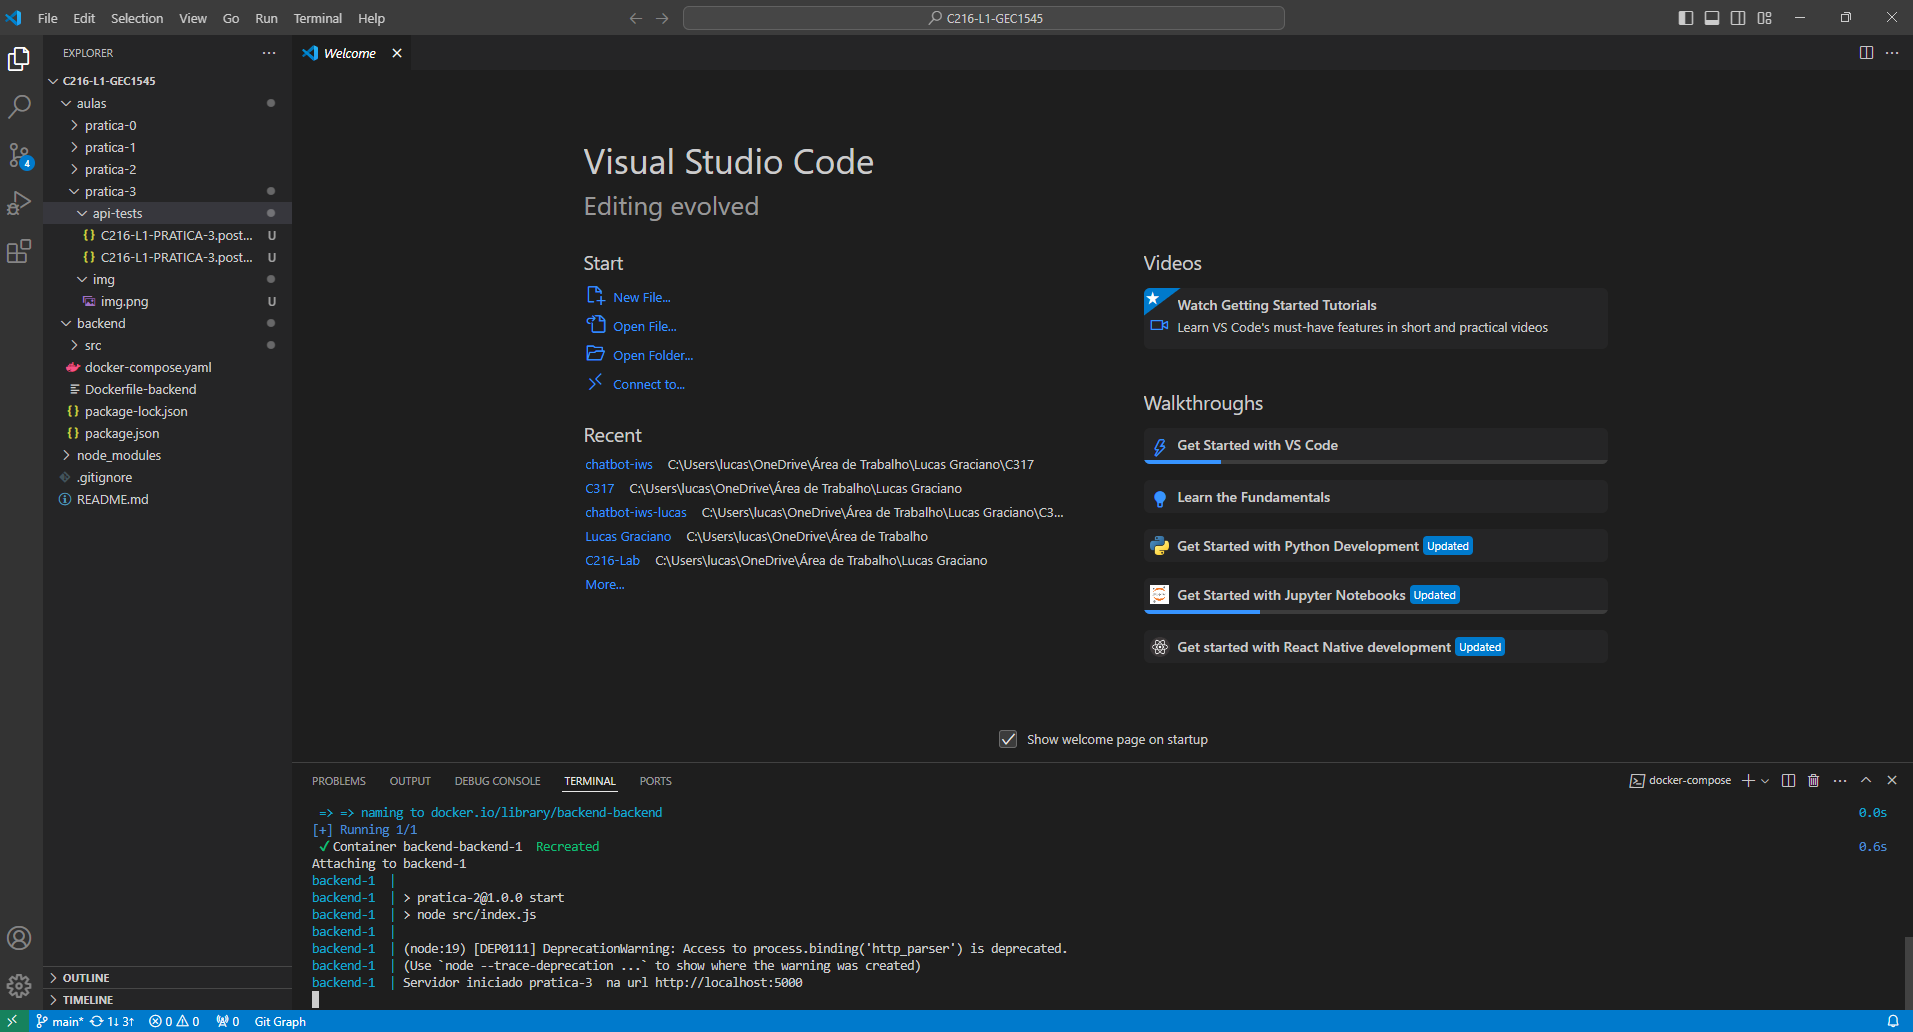 File Edit Selection View Go Run Terminal Help
C216-L1-GEC1545
EXPLORER
C216-L1-GEC1545
aulas
pratica-0
pratica-1
pratica-2
pratica-3
api-tests
{} C216-L1-PRATICA-3.post... U
{} C216-L1-PRATICA-3.post... U
img
img.png U
backend
src
docker-compose.yaml
Dockerfile-backend
{} package-lock.json
{} package.json
node_modules
.gitignore
README.md
OUTLINE
TIMELINE
4
Welcome
Visual Studio Code
Editing evolved
Start
New File...
Open File...
Open Folder...
Connect to...
Recent
chatbot-iws C:\Users\lucas\OneDrive\Área de Trabalho\Lucas Graciano\C317
C317 C:\Users\lucas\OneDrive\Área de Trabalho\Lucas Graciano
chatbot-iws-lucas C:\Users\lucas\OneDrive\Área de Trabalho\Lucas Graciano\C3...
Lucas Graciano C:\Users\lucas\OneDrive\Área de Trabalho
C216-Lab C:\Users\lucas\OneDrive\Área de Trabalho\Lucas Graciano
More...
Videos
Watch Getting Started Tutorials
Learn VS Code's must-have features in short and practical videos
Walkthroughs
Get Started with VS Code
Learn the Fundamentals
Get Started with Python Development Updated
Get Started with Jupyter Notebooks Updated
Get started with React Native development Updated
Show welcome page on startup
PROBLEMS OUTPUT DEBUG CONSOLE TERMINAL PORTS
docker-compose
=> => naming to docker.io/library/backend-backend 0.0s
[+] Running 1/1
✓Container backend-backend-1 Recreated 0.6s
Attaching to backend-1
backend-1 |
backend-1 | > pratica-2@1.0.0 start
backend-1 | > node src/index.js
backend-1 |
backend-1 | (node:19) [DEP0111] DeprecationWarning: Access to process.binding('http_parser') is deprecated.
backend-1 | (Use `node --trace-deprecation ...` to show where the warning was created)
backend-1 | Servidor iniciado pratica-3 na url http://localhost:5000
main* 1↓ 3↑ 0 0 0 Git Graph